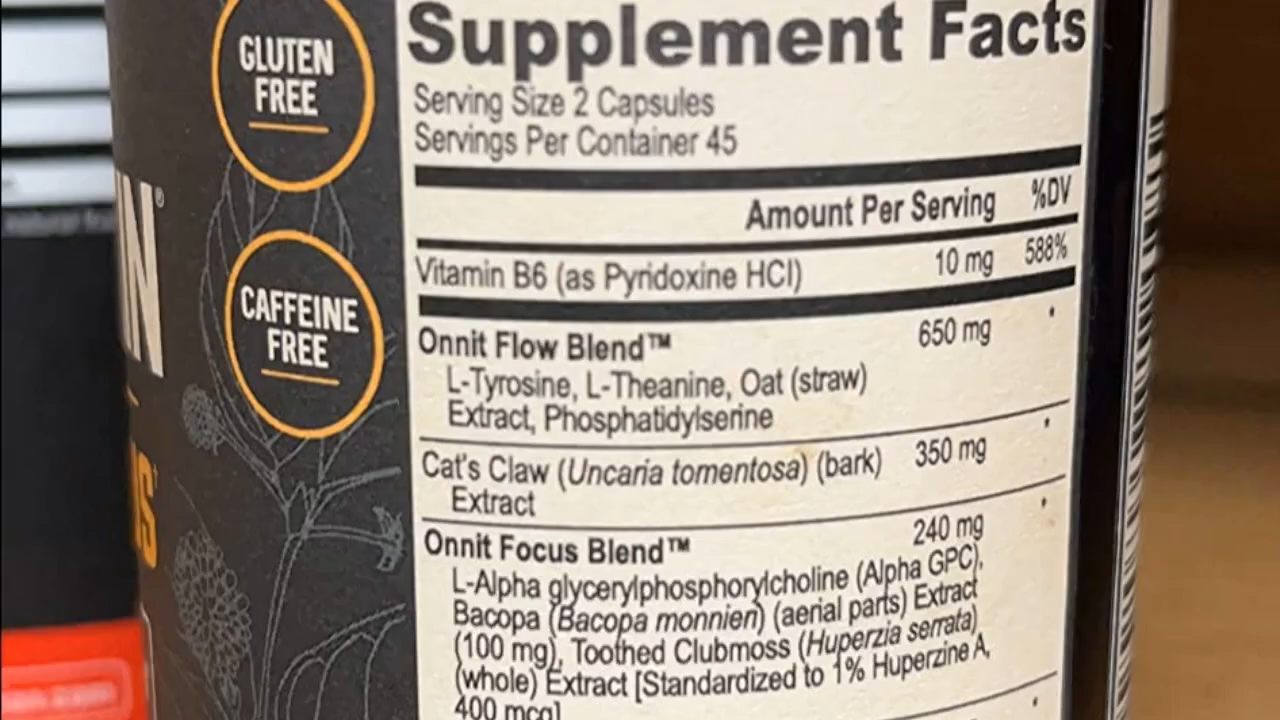 GLUTEN
FREE
CAFFEINE
FREE
N®
S†
Supplement Facts
Serving Size 2 Capsules
Servings Per Container 45
Amount Per Serving %DV
Vitamin B6 (as Pyridoxine HCl) 10 mg 588%
Onnit Flow Blend™ 650 mg *
L-Tyrosine, L-Theanine, Oat (straw)
Extract, Phosphatidylserine
Cat's Claw (Uncaria tomentosa) (bark) 350 mg *
Extract
Onnit Focus Blend™ 240 mg *
L-Alpha glycerylphosphorylcholine (Alpha GPC),
Bacopa (Bacopa monnieri) (aerial parts) Extract
(100 mg), Toothed Clubmoss (Huperzia serrata)
(whole) Extract [Standardized to 1% Huperzine A,
400 mcg]